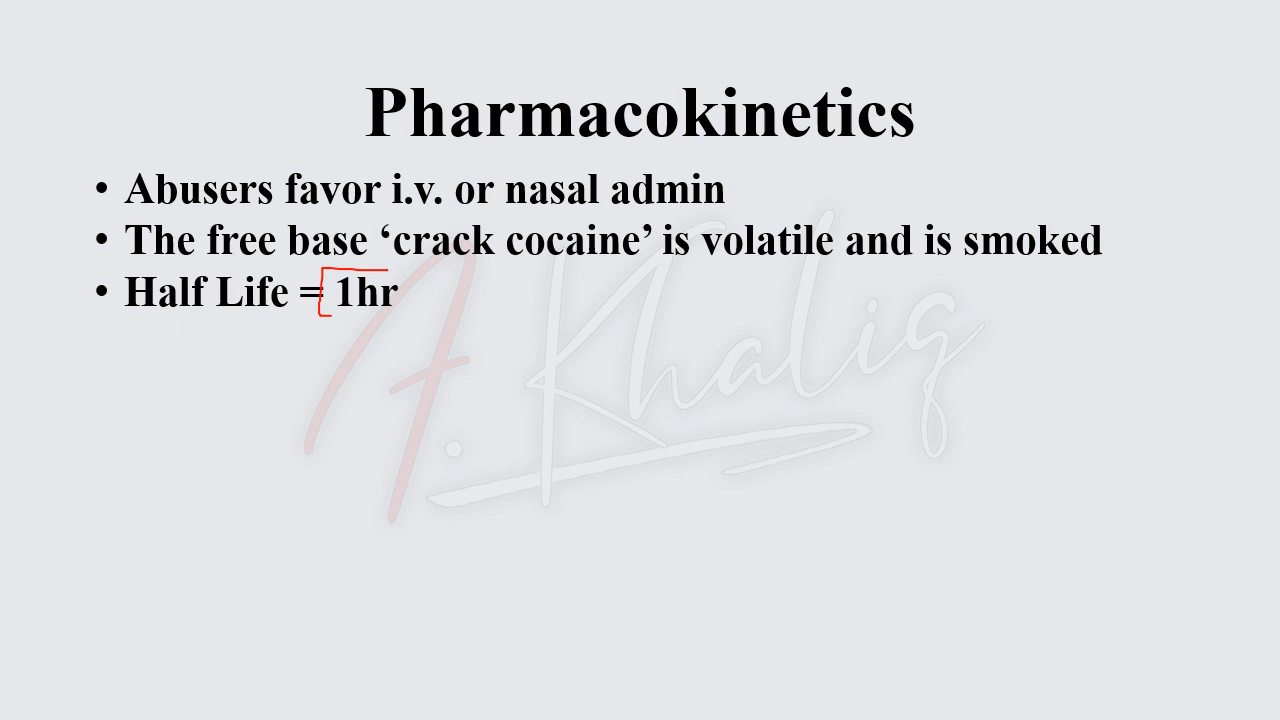 Pharmacokinetics
• Abusers favor i.v. or nasal admin
• The free base ‘crack cocaine’ is volatile and is smoked
• Half Life = 1hr
A. Khaliq